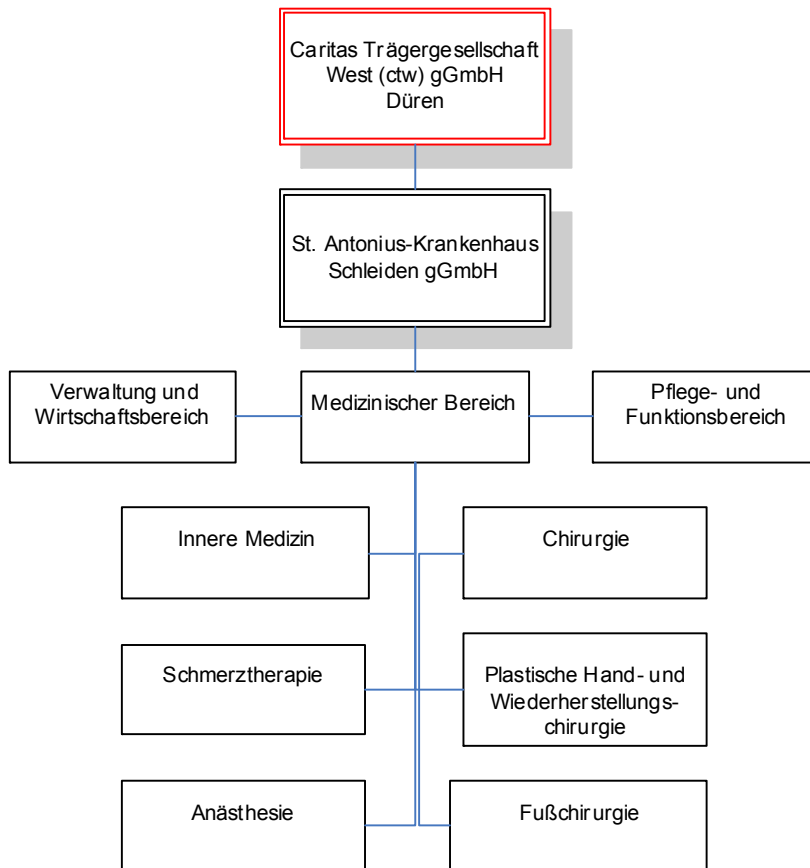 Caritas Trägergesellschaft
West (ctw) gGmbH
Düren
St. Antonius-Krankenhaus
Schleiden gGmbH
Verwaltung und
Wirtschaftsbereich
Medizinischer Bereich
Pflege- und
Funktionsbereich
Innere Medizin
Chirurgie
Schmerztherapie
Plastische Hand- und
Wiederherstellungs-
chirurgie
Anästhesie
Fußchirurgie